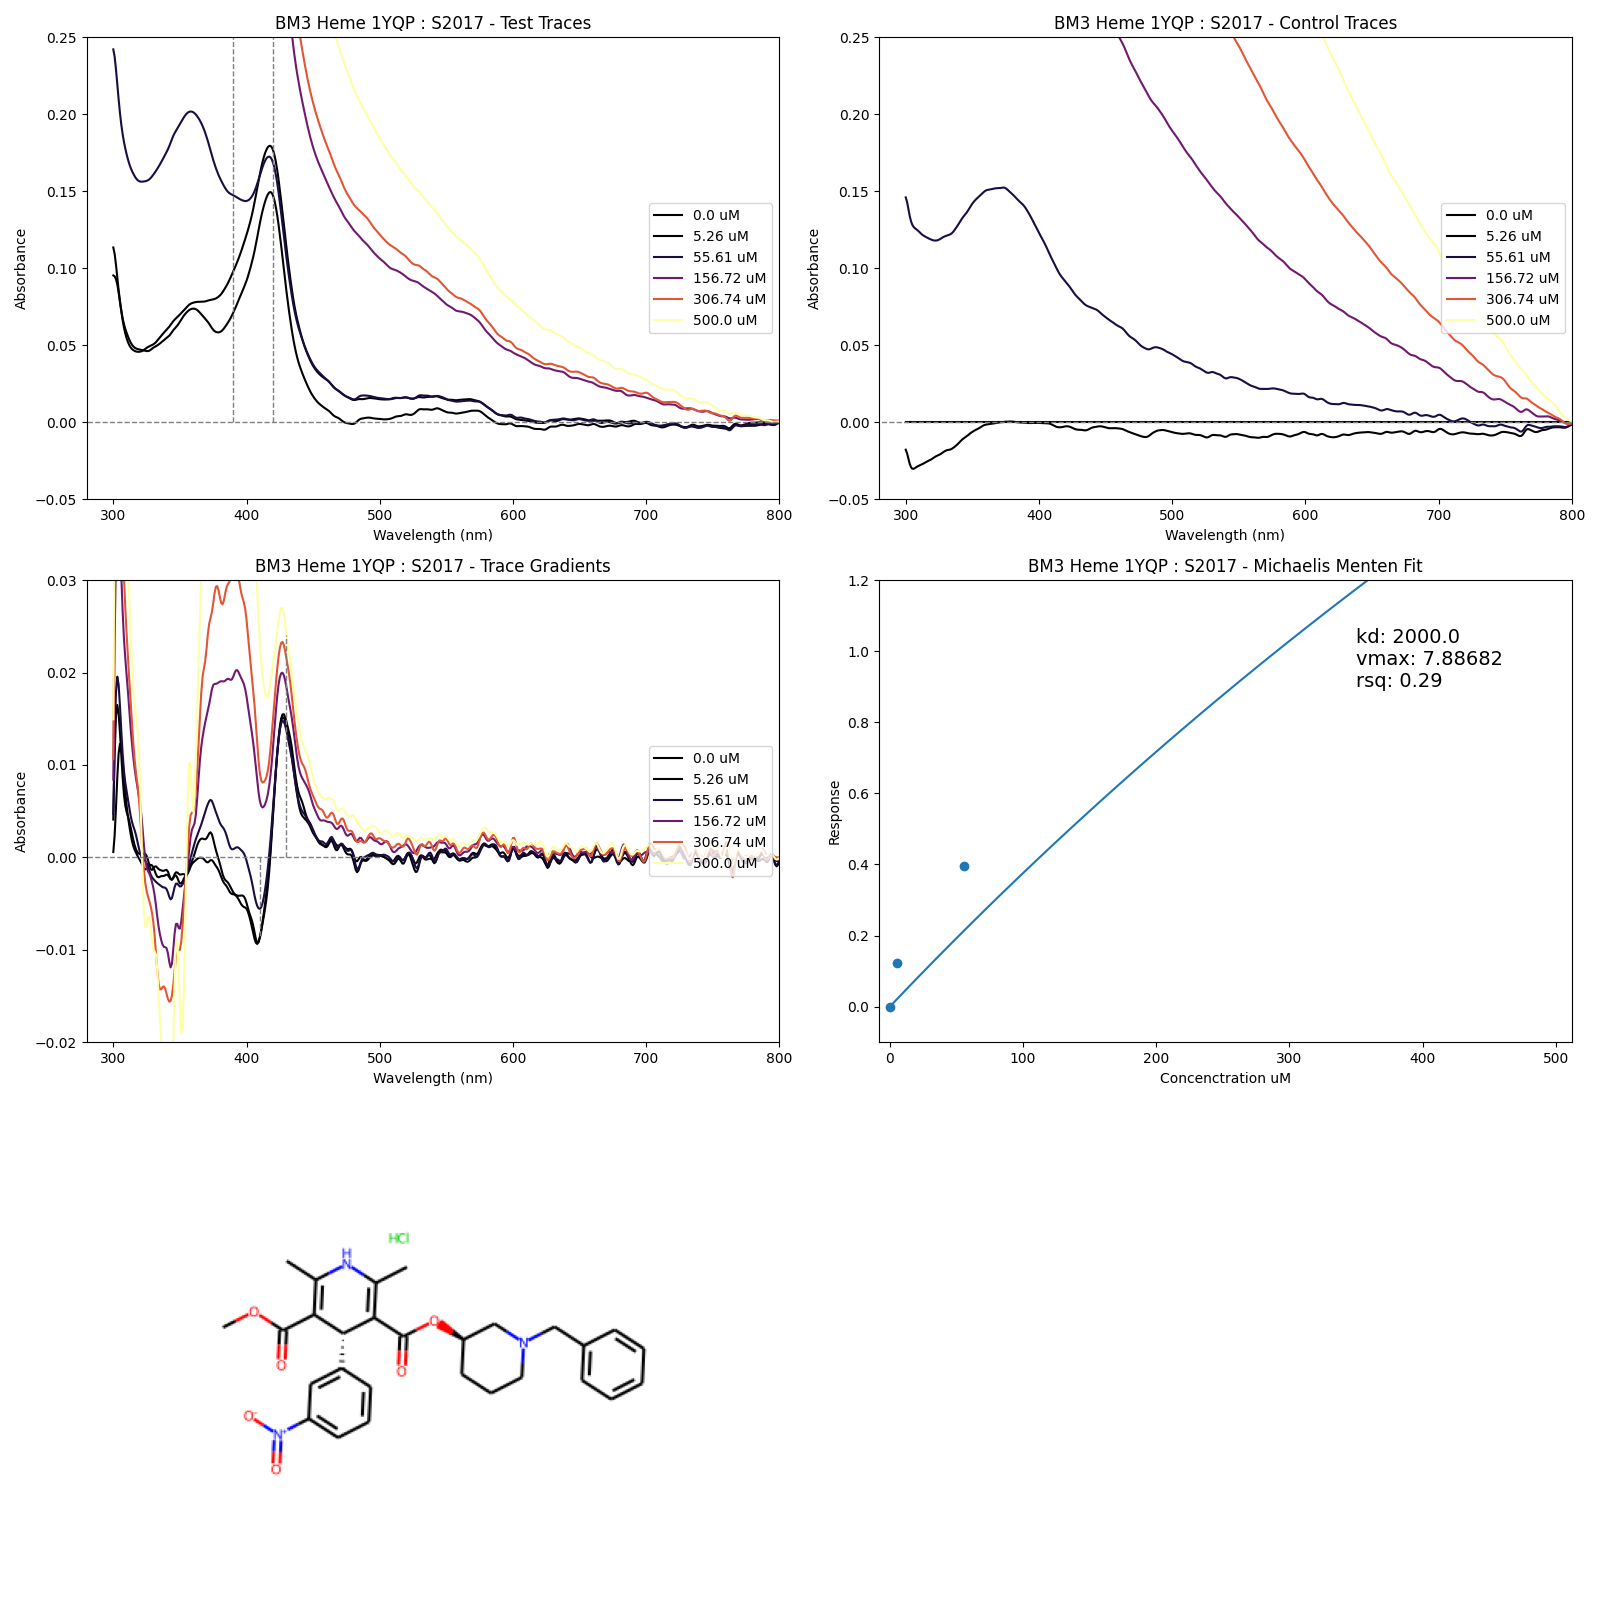 BM3 Heme 1YQP : S2017 - Test Traces
0.25
0.20
0.15
0.10
0.05
0.00
−0.05
Absorbance
300 400 500 600 700 800
Wavelength (nm)
0.0 uM
5.26 uM
55.61 uM
156.72 uM
306.74 uM
500.0 uM
BM3 Heme 1YQP : S2017 - Control Traces
0.25
0.20
0.15
0.10
0.05
0.00
−0.05
Absorbance
300 400 500 600 700 800
Wavelength (nm)
0.0 uM
5.26 uM
55.61 uM
156.72 uM
306.74 uM
500.0 uM
BM3 Heme 1YQP : S2017 - Trace Gradients
0.03
0.02
0.01
0.00
−0.01
−0.02
Absorbance
300 400 500 600 700 800
Wavelength (nm)
0.0 uM
5.26 uM
55.61 uM
156.72 uM
306.74 uM
500.0 uM
BM3 Heme 1YQP : S2017 - Michaelis Menten Fit
1.2
1.0
0.8
0.6
0.4
0.2
0.0
Response
kd: 2000.0
vmax: 7.88682
rsq: 0.29
0 100 200 300 400 500
Concenctration uM
HCl
H
N
O
O
O
O
N
O-
N+
O